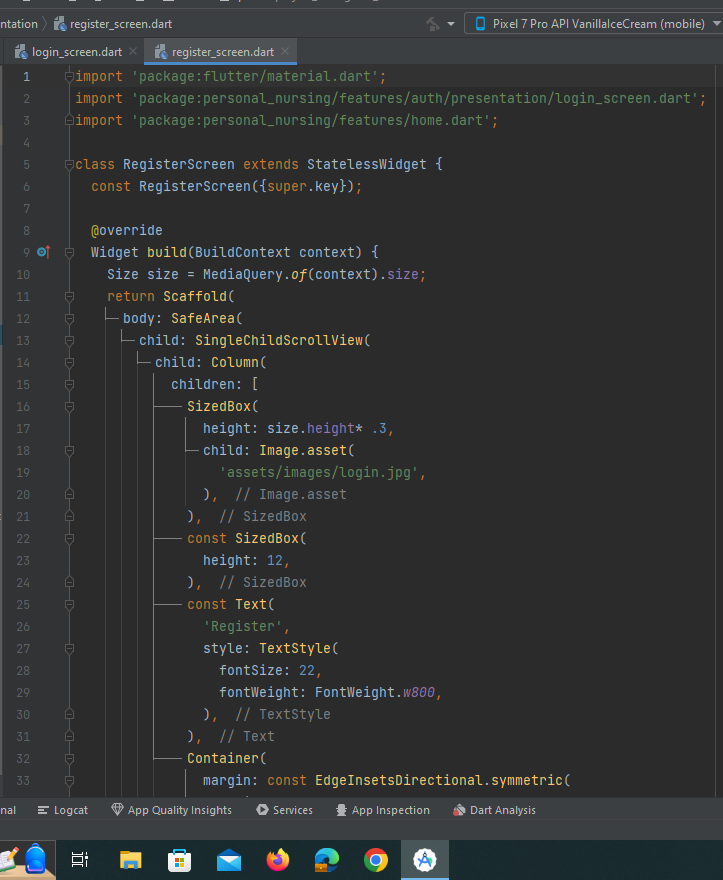 ntation register_screen.dart Pixel 7 Pro API VanillaIceCream (mobile)
login_screen.dart register_screen.dart
1 import 'package:flutter/material.dart';
2 import 'package:personal_nursing/features/auth/presentation/login_screen.dart';
3 import 'package:personal_nursing/features/home.dart';
4
5 class RegisterScreen extends StatelessWidget {
6 const RegisterScreen({super.key});
7
8 @override
9 Widget build(BuildContext context) {
10 Size size = MediaQuery.of(context).size;
11 return Scaffold(
12 body: SafeArea(
13 child: SingleChildScrollView(
14 child: Column(
15 children: [
16 SizedBox(
17 height: size.height* .3,
18 child: Image.asset(
19 'assets/images/login.jpg',
20 ), // Image.asset
21 ), // SizedBox
22 const SizedBox(
23 height: 12,
24 ), // SizedBox
25 const Text(
26 'Register',
27 style: TextStyle(
28 fontSize: 22,
29 fontWeight: FontWeight.w800,
30 ), // TextStyle
31 ), // Text
32 Container(
33 margin: const EdgeInsetsDirectional.symmetric(
nal Logcat App Quality Insights Services App Inspection Dart Analysis